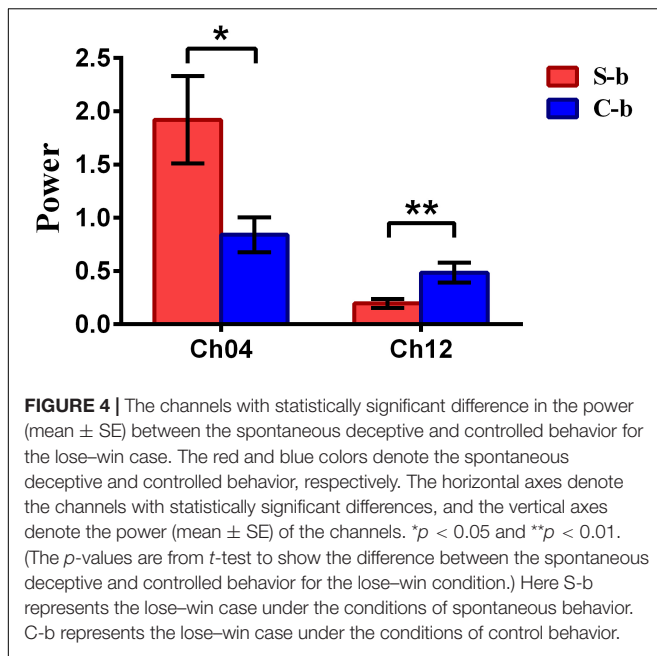 *
2.5
2.0
1.5
1.0
0.5
0.0
Power
**
Ch04 Ch12
S-b
C-b
FIGURE 4 | The channels with statistically significant difference in the power
(mean ± SE) between the spontaneous deceptive and controlled behavior for
the lose–win case. The red and blue colors denote the spontaneous
deceptive and controlled behavior, respectively. The horizontal axes denote
the channels with statistically significant differences, and the vertical axes
denote the power (mean ± SE) of the channels. *p < 0.05 and **p < 0.01.
(The p-values are from t-test to show the difference between the spontaneous
deceptive and controlled behavior for the lose–win condition.) Here S-b
represents the lose–win case under the conditions of spontaneous behavior.
C-b represents the lose–win case under the conditions of control behavior.